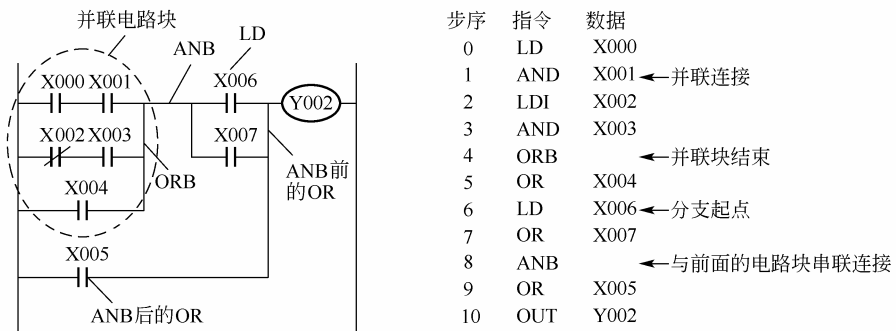 并联电路块
LD
ANB
X000 X001
X006
Y002
X002 X003
X007
ANB前
的OR
ORB
X004
X005
ANB后的OR
步序 指令 数据
0 LD X000
1 AND X001 并联连接
2 LDI X002
3 AND X003
4 ORB 并联块结束
5 OR X004
6 LD X006 分支起点
7 OR X007
8 ANB 与前面的电路块串联连接
9 OR X005
10 OUT Y002